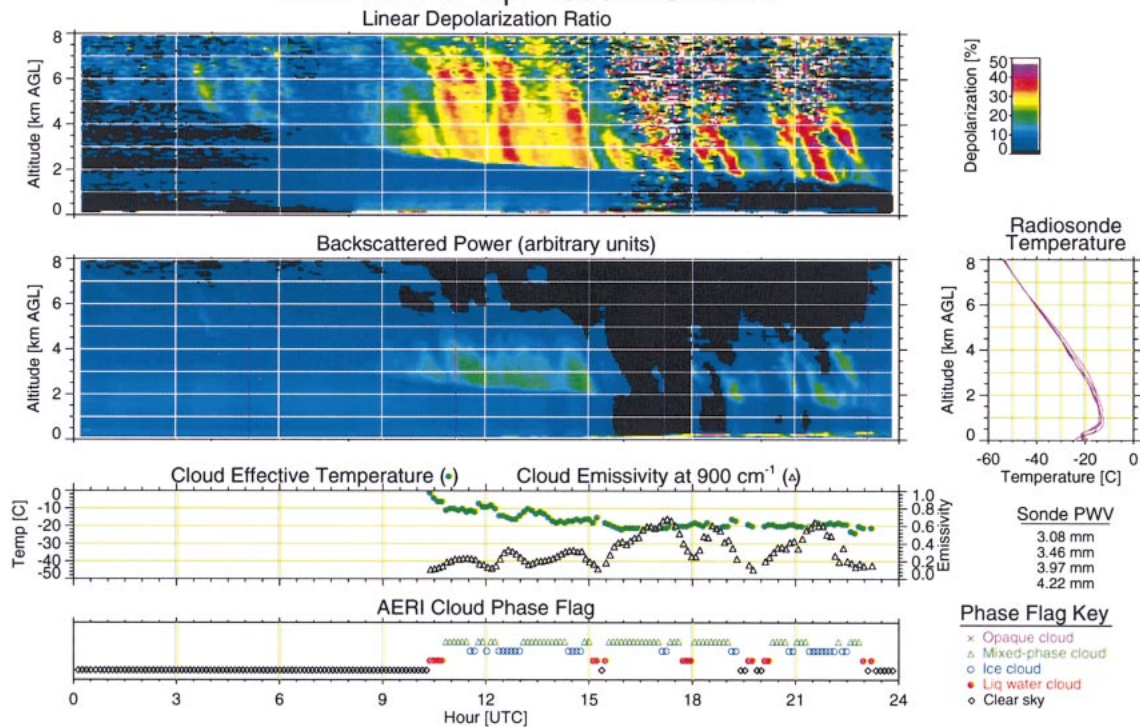 Linear Depolarization Ratio
8
6
4
2
0
Altitude [km AGL]
50
40
30
20
10
0
Depolarization [%]
Backscattered Power (arbitrary units)
8
6
4
2
0
Altitude [km AGL]
Radiosonde
Temperature
8
6
4
2
0
Altitude [km AGL]
-60 -40 -20 0
Temperature [C]
Cloud Effective Temperature (•) Cloud Emissivity at 900 cm⁻¹ (△)
0
-10
-20
-30
-40
-50
Temp [C]
1.0
0.8
0.6
0.4
0.2
0.0
Emissivity
Sonde PWV
3.08 mm
3.46 mm
3.97 mm
4.22 mm
AERI Cloud Phase Flag
0 3 6 9 12 15 18 21 24
Hour [UTC]
Phase Flag Key
× Opaque cloud
△ Mixed-phase cloud
○ Ice cloud
● Liq water cloud
◇ Clear sky